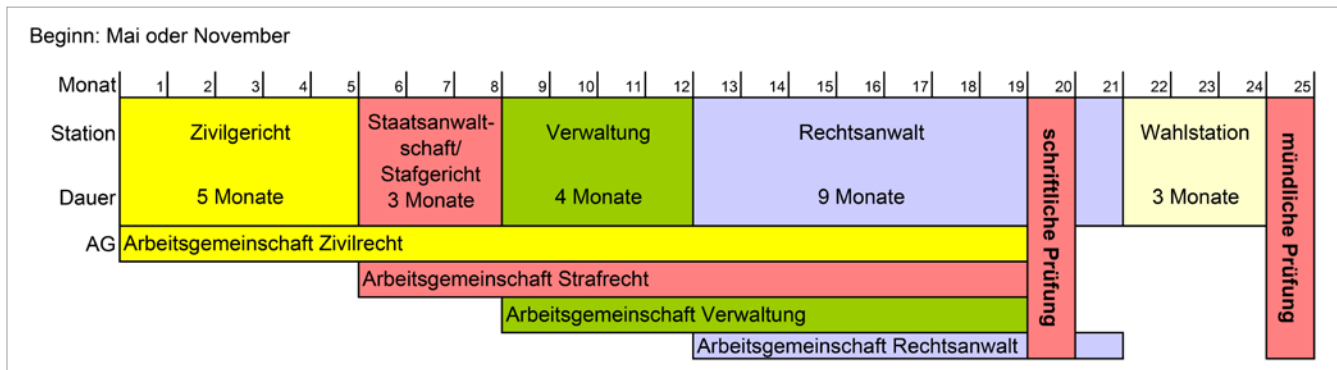 Beginn: Mai oder November
Monat 1 2 3 4 5 6 7 8 9 10 11 12 13 14 15 16 17 18 19 20 21 22 23 24 25
Station
Zivilgericht
Staatsanwalt-
schaft/
Stafgericht
3 Monate
Verwaltung
Rechtsanwalt
Wahlstation
Dauer
5 Monate
4 Monate
9 Monate
3 Monate
schriftliche Prüfung
mündliche Prüfung
AG
Arbeitsgemeinschaft Zivilrecht
Arbeitsgemeinschaft Strafrecht
Arbeitsgemeinschaft Verwaltung
Arbeitsgemeinschaft Rechtsanwalt